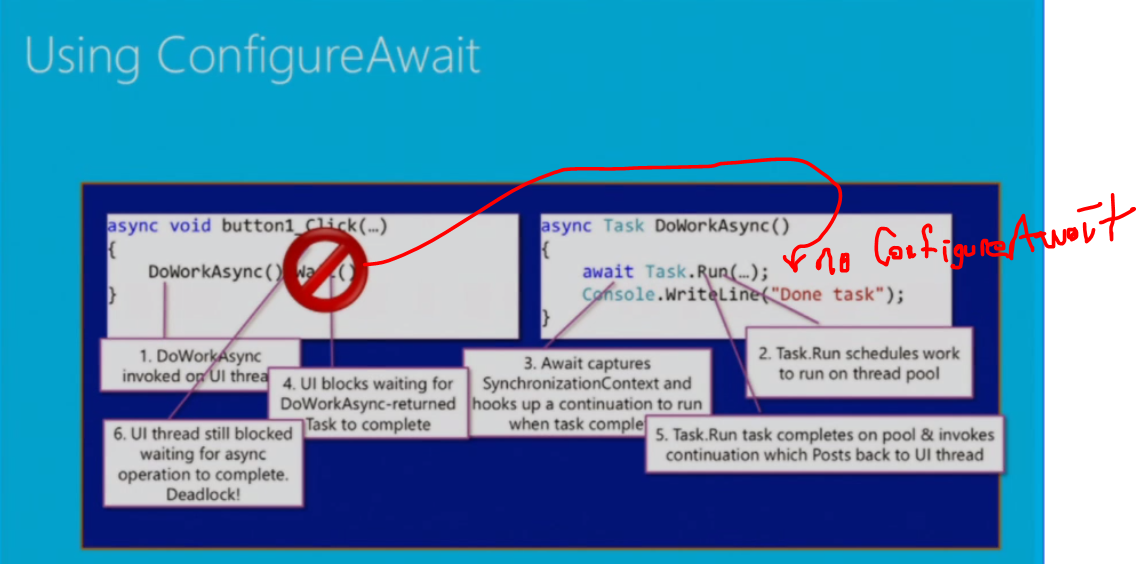 Using ConfigureAwait
async void button1_Click(…)
{
DoWorkAsync().Wait()
}
async Task DoWorkAsync()
{
await Task.Run(…);
Console.WriteLine("Done task");
}
no ConfigureAwait
1. DoWorkAsync
invoked on UI threa
2. Task.Run schedules work
to run on thread pool
3. Await captures
SynchronizationContext and
hooks up a continuation to run
when task comple
4. UI blocks waiting for
DoWorkAsync-returned
Task to complete
5. Task.Run task completes on pool & invokes
continuation which Posts back to UI thread
6. UI thread still blocked
waiting for async
operation to complete.
Deadlock!